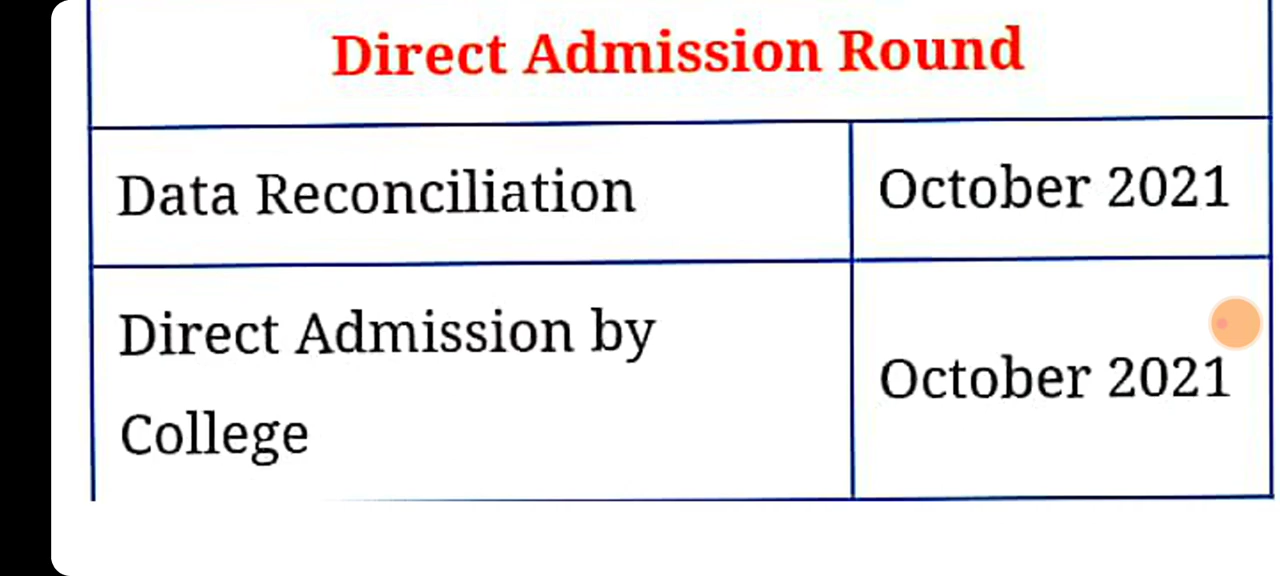 Direct Admission Round
Data Reconciliation
October 2021
Direct Admission by
College
October 2021